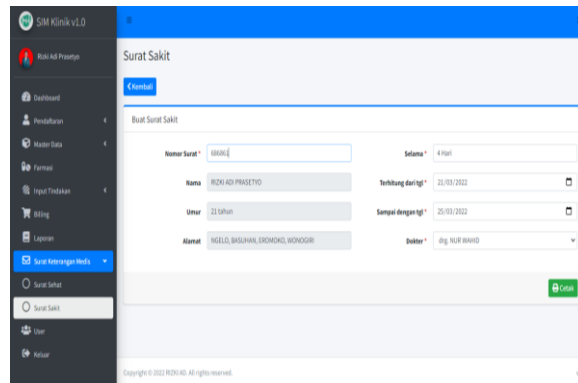 SIM Klinik v1.0
Rizki Adi Prasetyo
Dashboard
Pendaftaran
Master Data
Farmasi
Input Tindakan
Billing
Laporan
Surat Keterangan Medis
Surat Sehat
Surat Sakit
User
Keluar
Surat Sakit
Kembali
Buat Surat Sakit
Nomor Surat * 686861
Nama RIZKI ADI PRASETYO
Umur 21 tahun
Alamat NGELO, BASUHAN, EROMOKO, WONOGIRI
Selama * 4 Hari
Terhitung dari tgl * 21/03/2022
Sampai dengan tgl * 25/03/2022
Dokter * drg. NUR WAHID
Cetak
Copyright © 2022 RIZKI AD. All rights reserved.